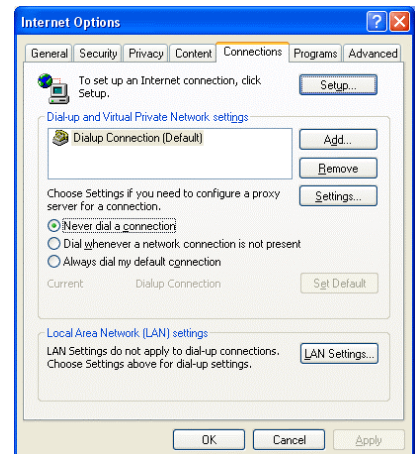 Internet Options
General Security Privacy Content Connections Programs Advanced
To set up an Internet connection, click
Setup.
Setup...
Dial-up and Virtual Private Network settings
Dialup Connection (Default)
Add...
Remove
Choose Settings if you need to configure a proxy
server for a connection.
Settings...
Never dial a connection
Dial whenever a network connection is not present
Always dial my default connection
Current Dialup Connection Set Default
Local Area Network (LAN) settings
LAN Settings do not apply to dial-up connections.
Choose Settings above for dial-up settings.
LAN Settings...
OK Cancel Apply